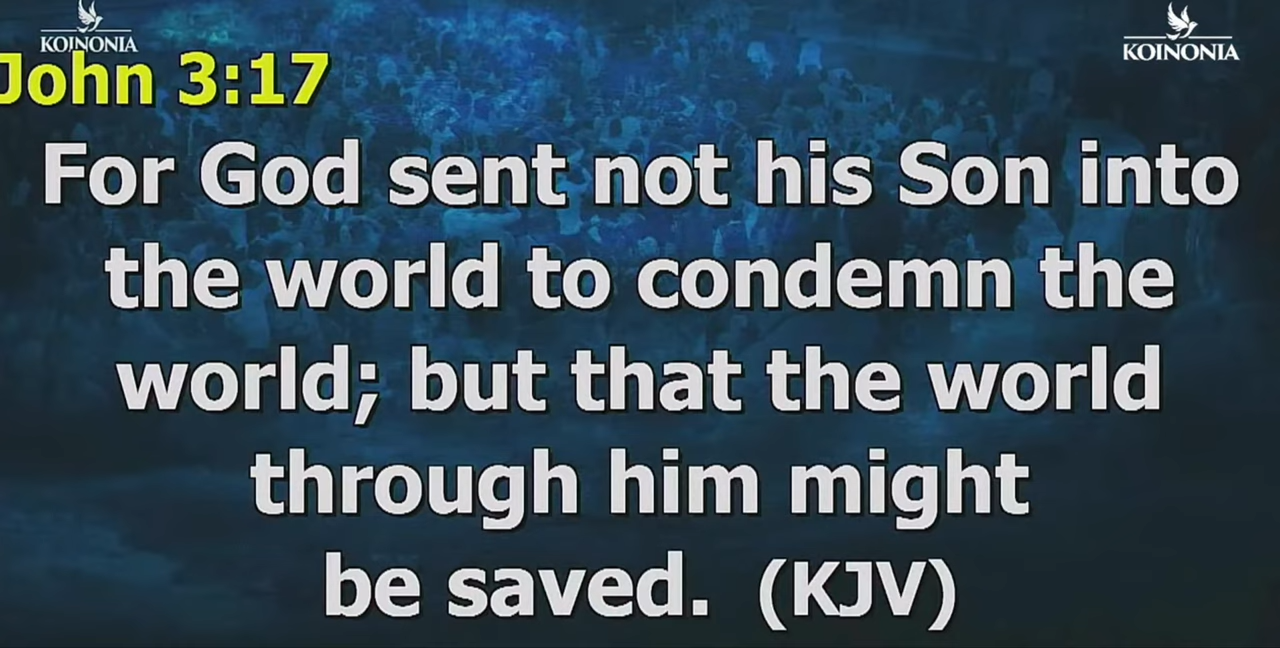 KOINONIA
KOINONIA
John 3:17
For God sent not his Son into
the world to condemn the
world; but that the world
through him might
be saved. (KJV)